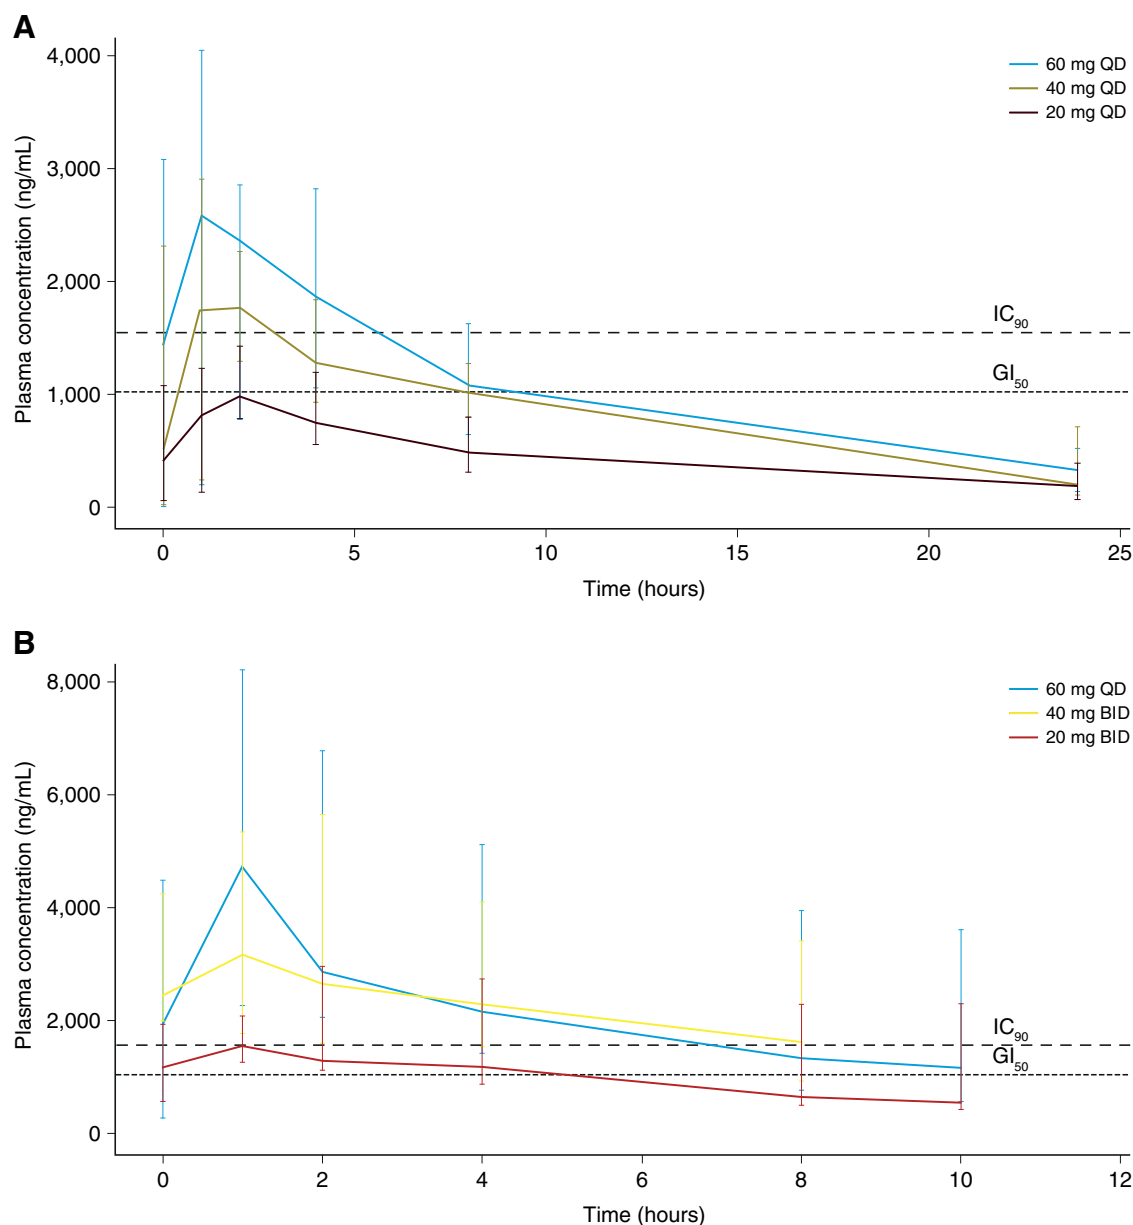 A
4,000
3,000
2,000
1,000
0
Plasma concentration (ng/mL)
60 mg QD
40 mg QD
20 mg QD
IC90
GI50
0 5 10 15 20 25
Time (hours)
B
8,000
6,000
4,000
2,000
0
Plasma concentration (ng/mL)
60 mg QD
40 mg BID
20 mg BID
IC90
GI50
0 2 4 6 8 10 12
Time (hours)